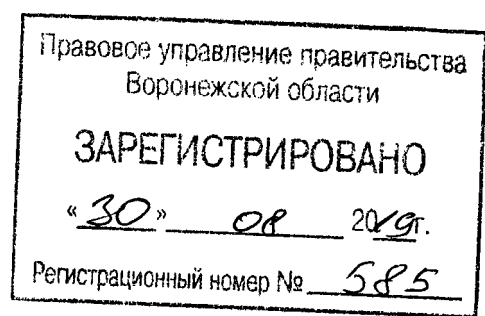 Правовое управление правительства
Воронежской области
ЗАРЕГИСТРИРОВАНО
«30» 08 2019г.
Регистрационный номер № 585